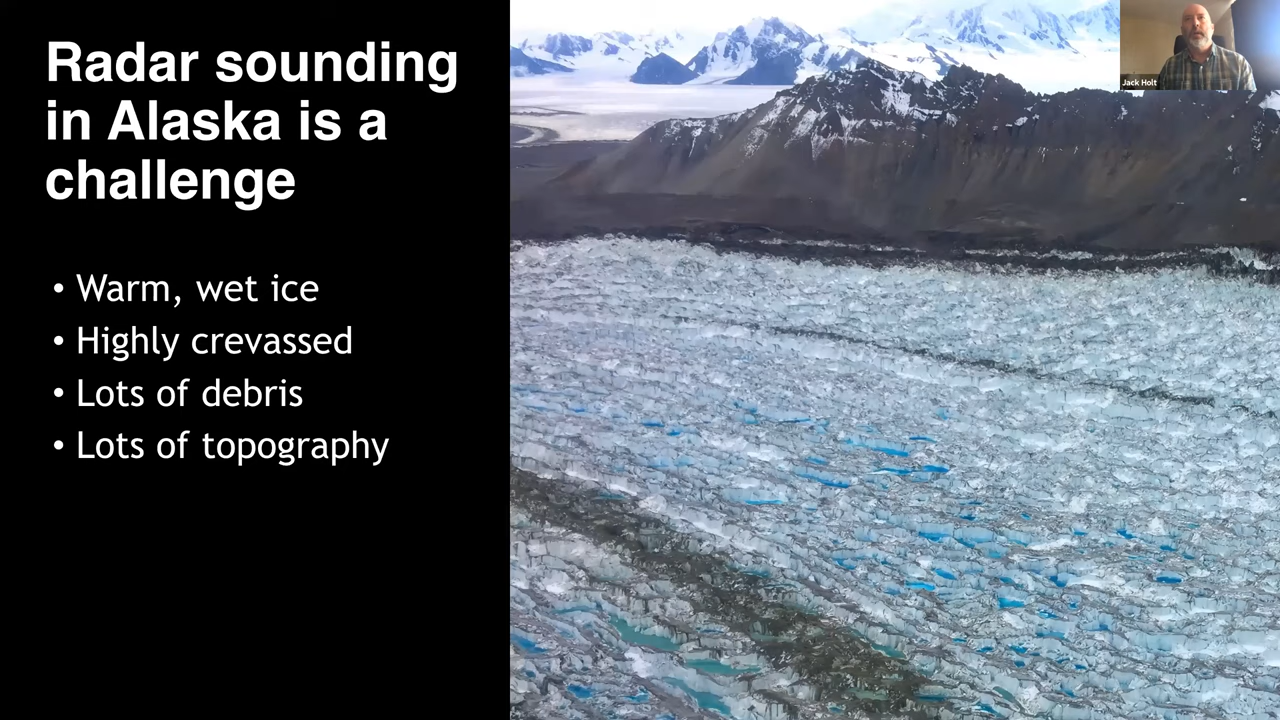 Radar sounding
in Alaska is a
challenge
• Warm, wet ice
• Highly crevassed
• Lots of debris
• Lots of topography
Jack Holt